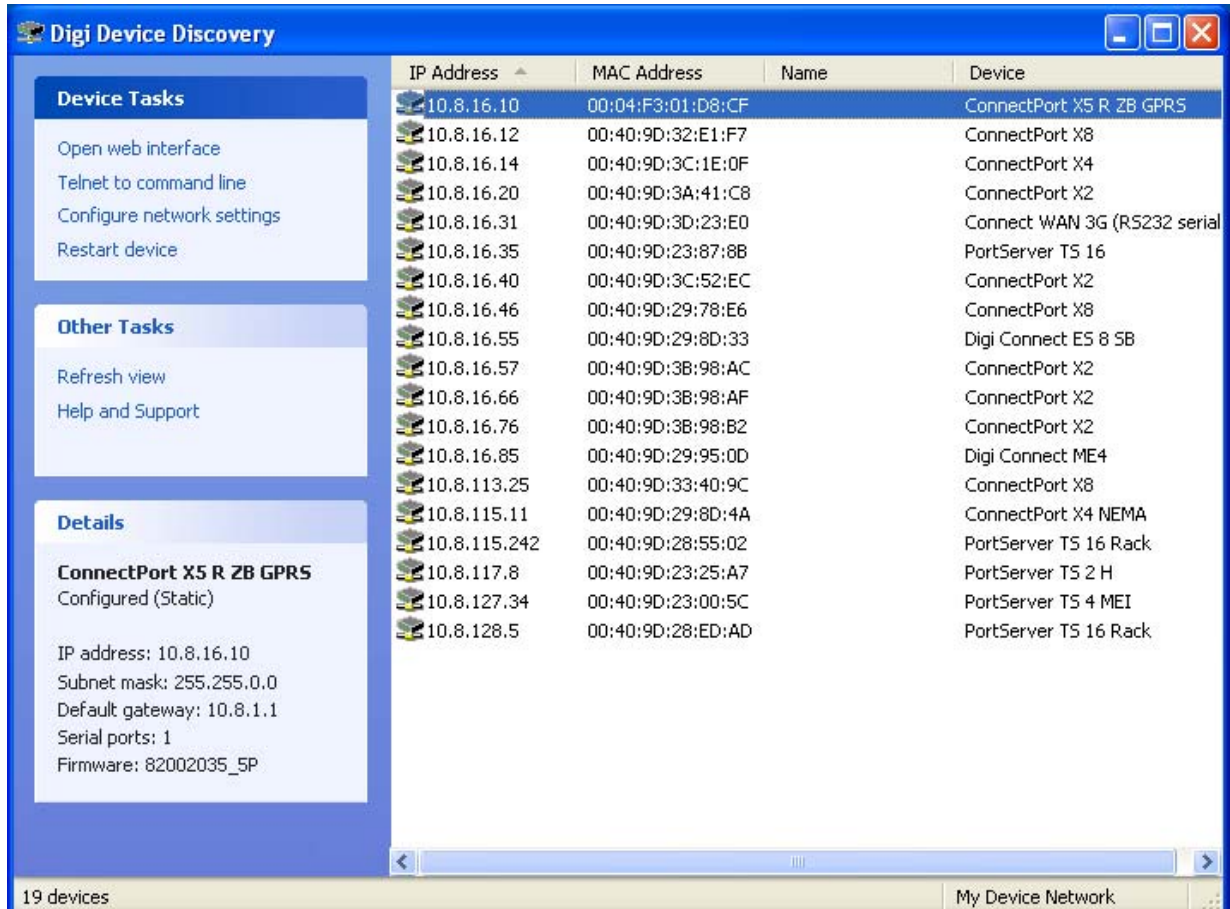 Digi Device Discovery
Device Tasks
Open web interface
Telnet to command line
Configure network settings
Restart device
Other Tasks
Refresh view
Help and Support
Details
ConnectPort X5 R ZB GPRS
Configured (Static)
IP address: 10.8.16.10
Subnet mask: 255.255.0.0
Default gateway: 10.8.1.1
Serial ports: 1
Firmware: 82002035_5P
IP Address MAC Address Name Device
10.8.16.10 00:04:F3:01:D8:CF ConnectPort X5 R ZB GPRS
10.8.16.12 00:40:9D:32:E1:F7 ConnectPort X8
10.8.16.14 00:40:9D:3C:1E:0F ConnectPort X4
10.8.16.20 00:40:9D:3A:41:C8 ConnectPort X2
10.8.16.31 00:40:9D:3D:23:E0 Connect WAN 3G (RS232 serial
10.8.16.35 00:40:9D:23:87:8B PortServer TS 16
10.8.16.40 00:40:9D:3C:52:EC ConnectPort X2
10.8.16.46 00:40:9D:29:78:E6 ConnectPort X8
10.8.16.55 00:40:9D:29:8D:33 Digi Connect ES 8 SB
10.8.16.57 00:40:9D:3B:98:AC ConnectPort X2
10.8.16.66 00:40:9D:3B:98:AF ConnectPort X2
10.8.16.76 00:40:9D:3B:98:B2 ConnectPort X2
10.8.16.85 00:40:9D:29:95:0D Digi Connect ME4
10.8.113.25 00:40:9D:33:40:9C ConnectPort X8
10.8.115.11 00:40:9D:29:8D:4A ConnectPort X4 NEMA
10.8.115.242 00:40:9D:28:55:02 PortServer TS 16 Rack
10.8.117.8 00:40:9D:23:25:A7 PortServer TS 2 H
10.8.127.34 00:40:9D:23:00:5C PortServer TS 4 MEI
10.8.128.5 00:40:9D:28:ED:AD PortServer TS 16 Rack
19 devices My Device Network